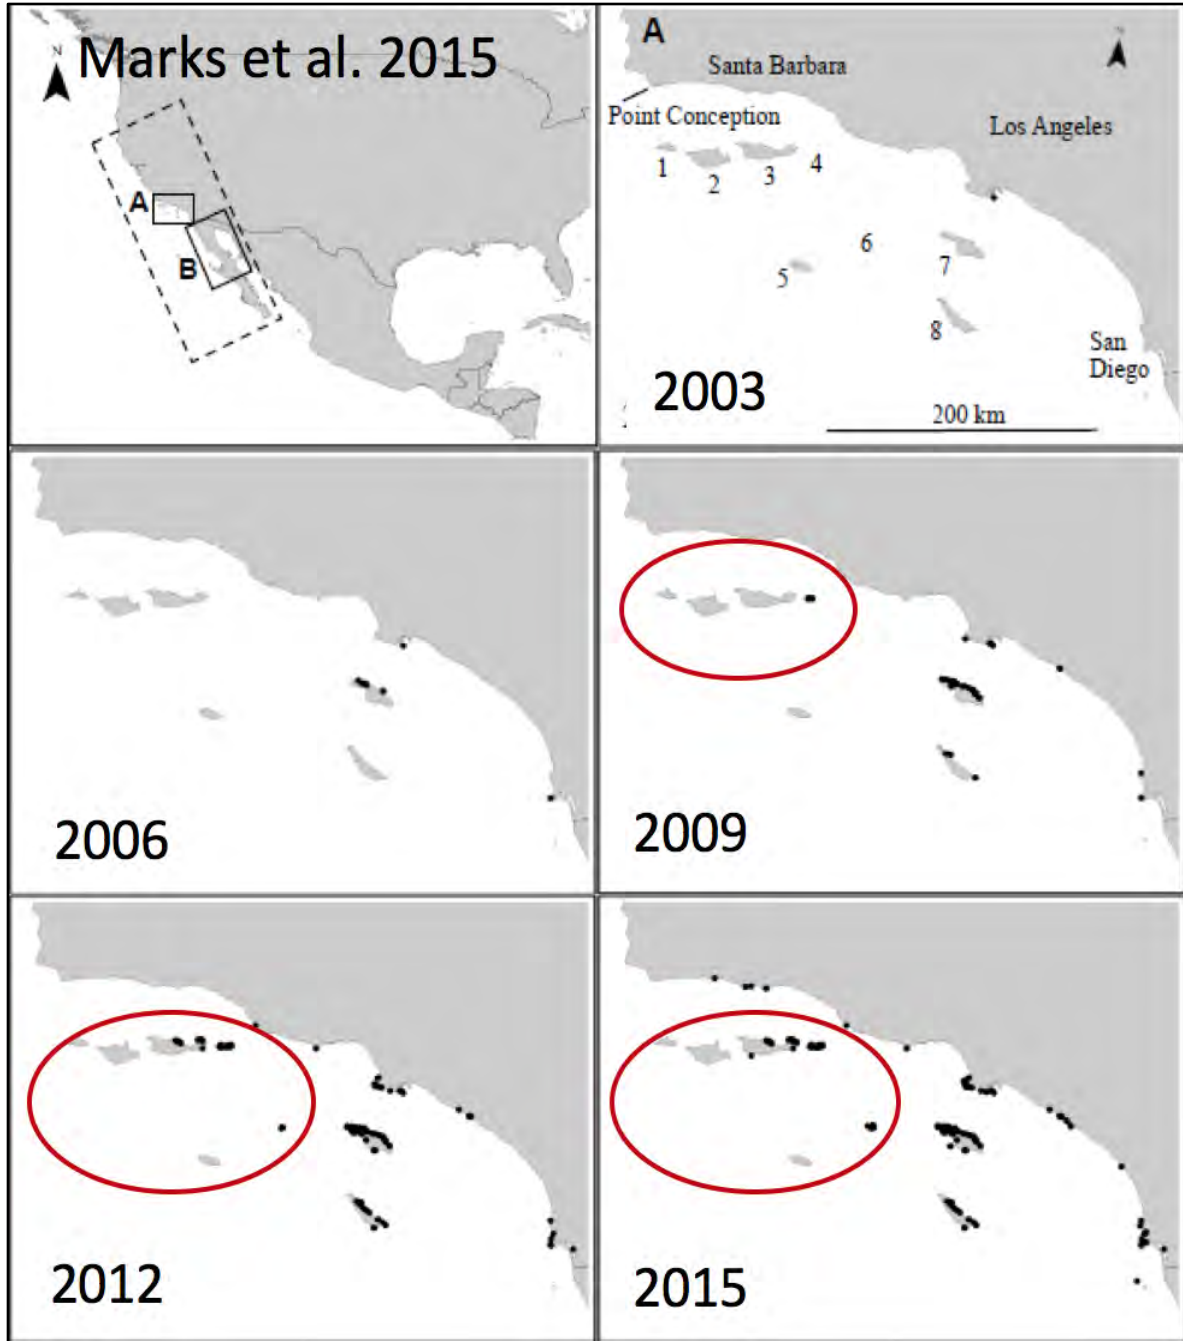 N
Marks et al. 2015
A
B
A
N
Santa Barbara
Point Conception
Los Angeles
1
2
3
4
5
6
7
8
San
Diego
2003
200 km
2006
2009
2012
2015